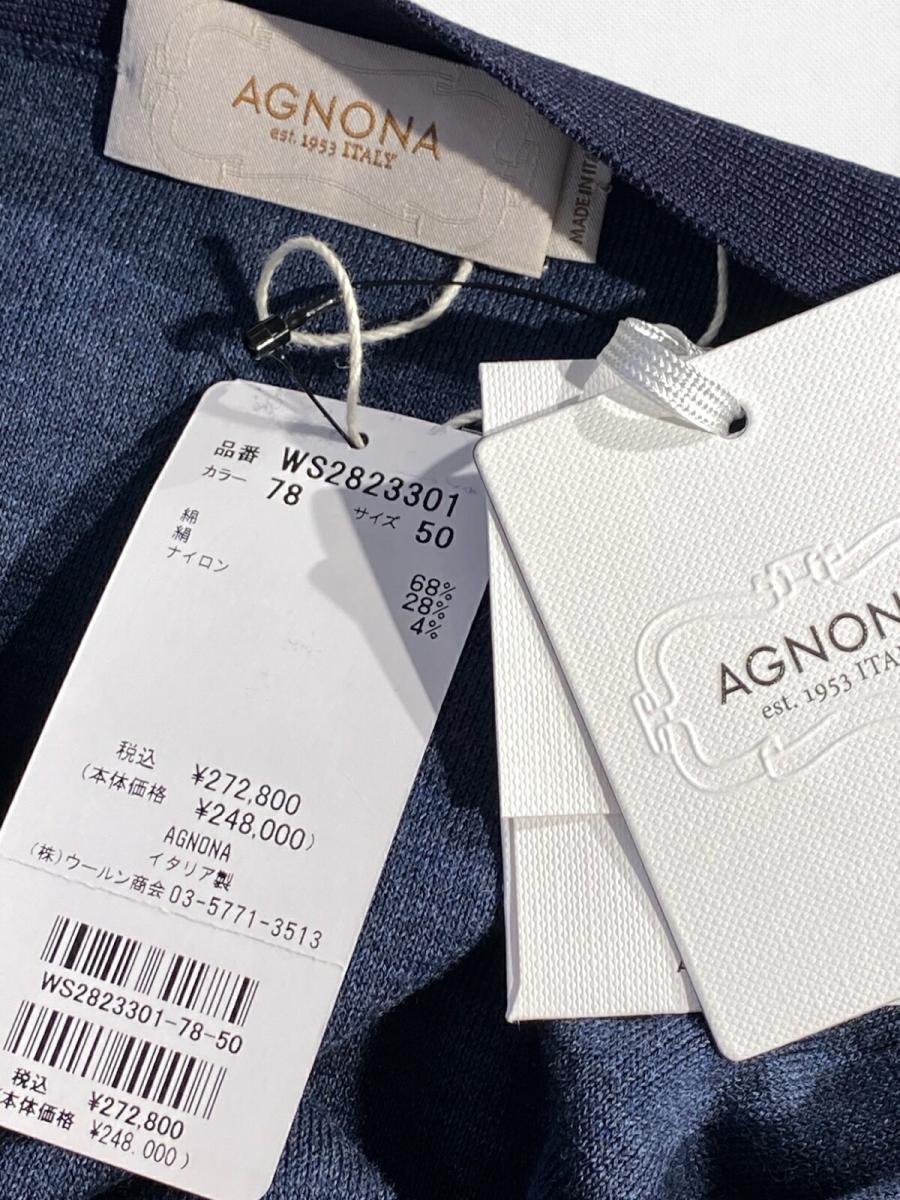 AGNONA
est. 1953 ITALY
MADE IN
品番 WS2823301
カラー 78 サイズ 50
綿 68%
絹 28%
ナイロン 4%
税込 ¥272,800
(本体価格 ¥248,000)
AGNONA
イタリア製
(株)ウールン商会 03-5771-3513
WS2823301-78-50
税込 ¥272,800
本体価格 ¥248,000)
AGNON
est. 1953 ITA